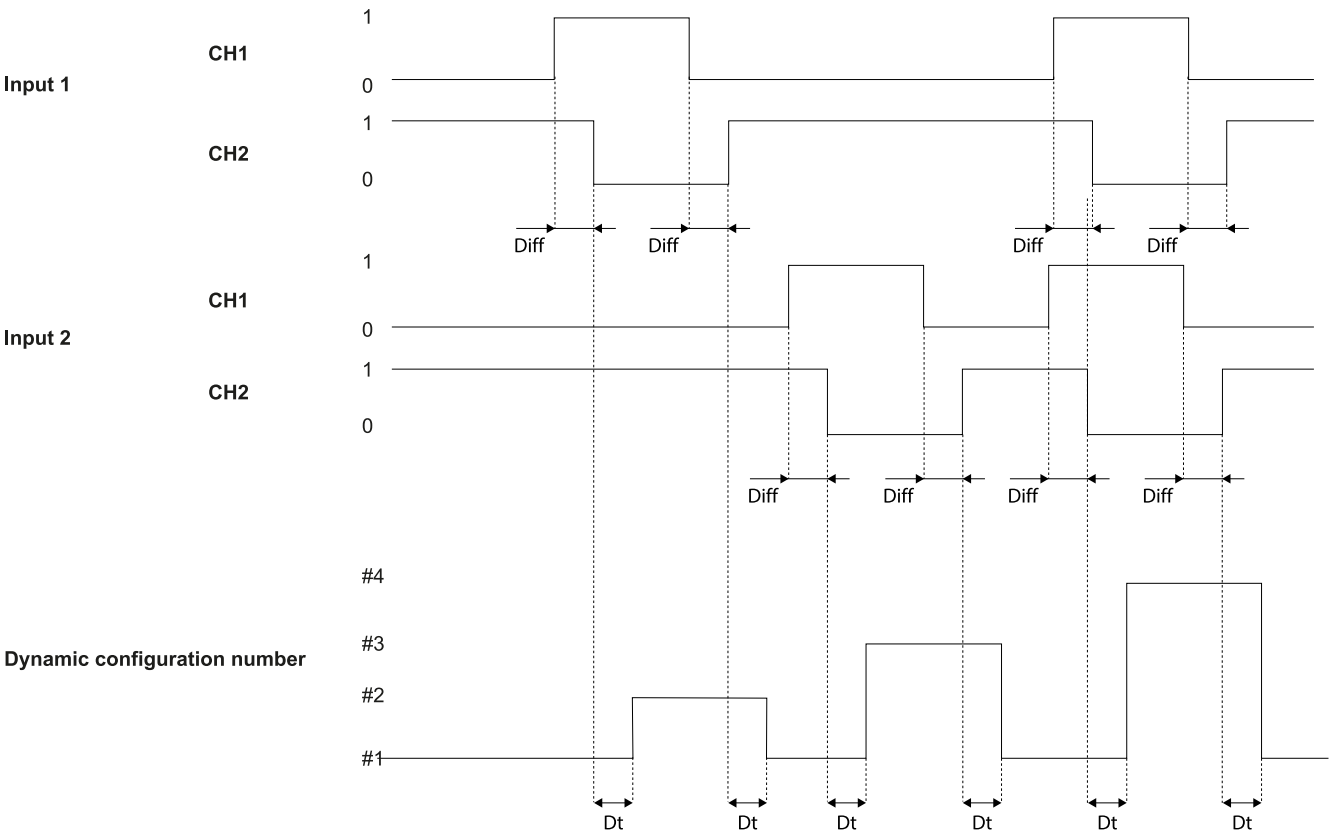 1
CH1
Input 1
0
1
CH2
0
Diff Diff Diff Diff
1
CH1
0
Input 2
1
CH2
0
Diff Diff Diff Diff
#4
#3
Dynamic configuration number
#2
#1
Dt Dt Dt Dt Dt Dt